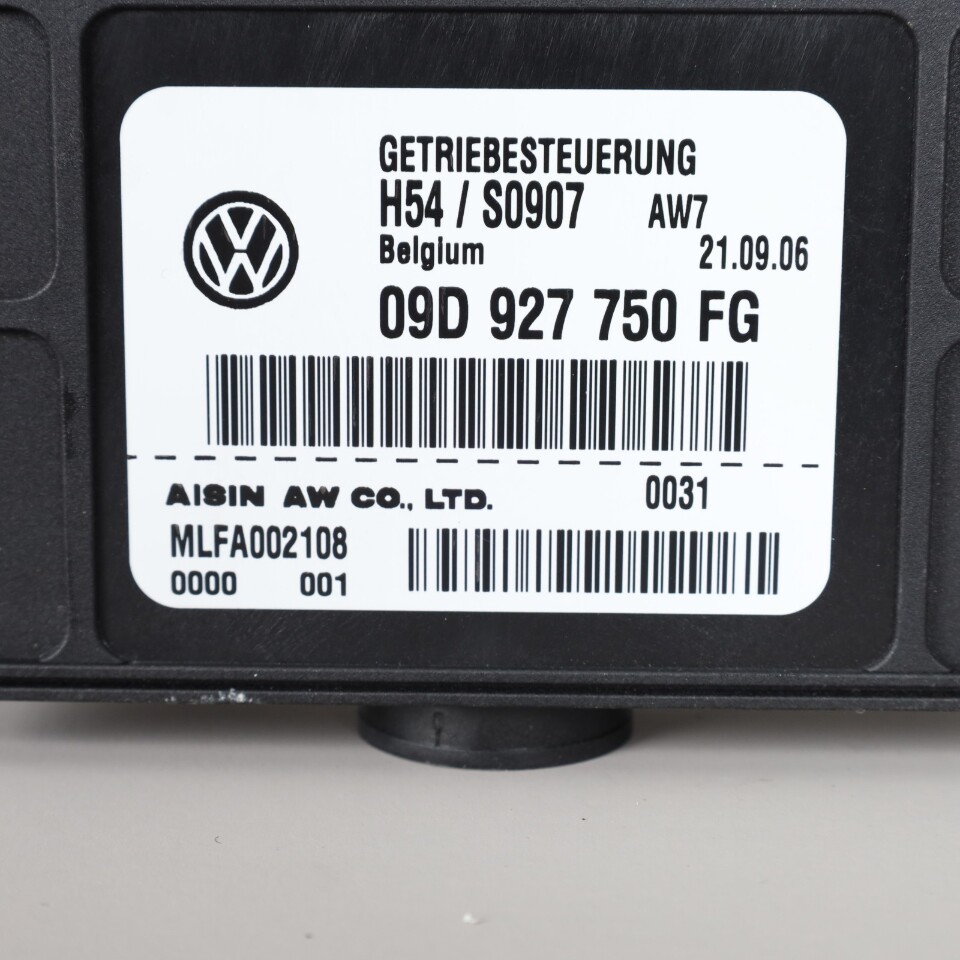 GETRIEBESTEUERUNG
H54 / S0907 AW7
Belgium 21.09.06
09D 927 750 FG
AISIN AW CO., LTD. 0031
MLFA002108
0000 001